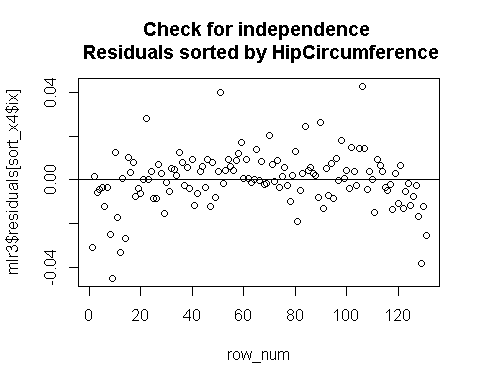 Check for independence
Residuals sorted by HipCircumference
mlr3$residuals[sort_x4$ix]
0.04
0.00
-0.04
0 20 40 60 80 100 120
row_num